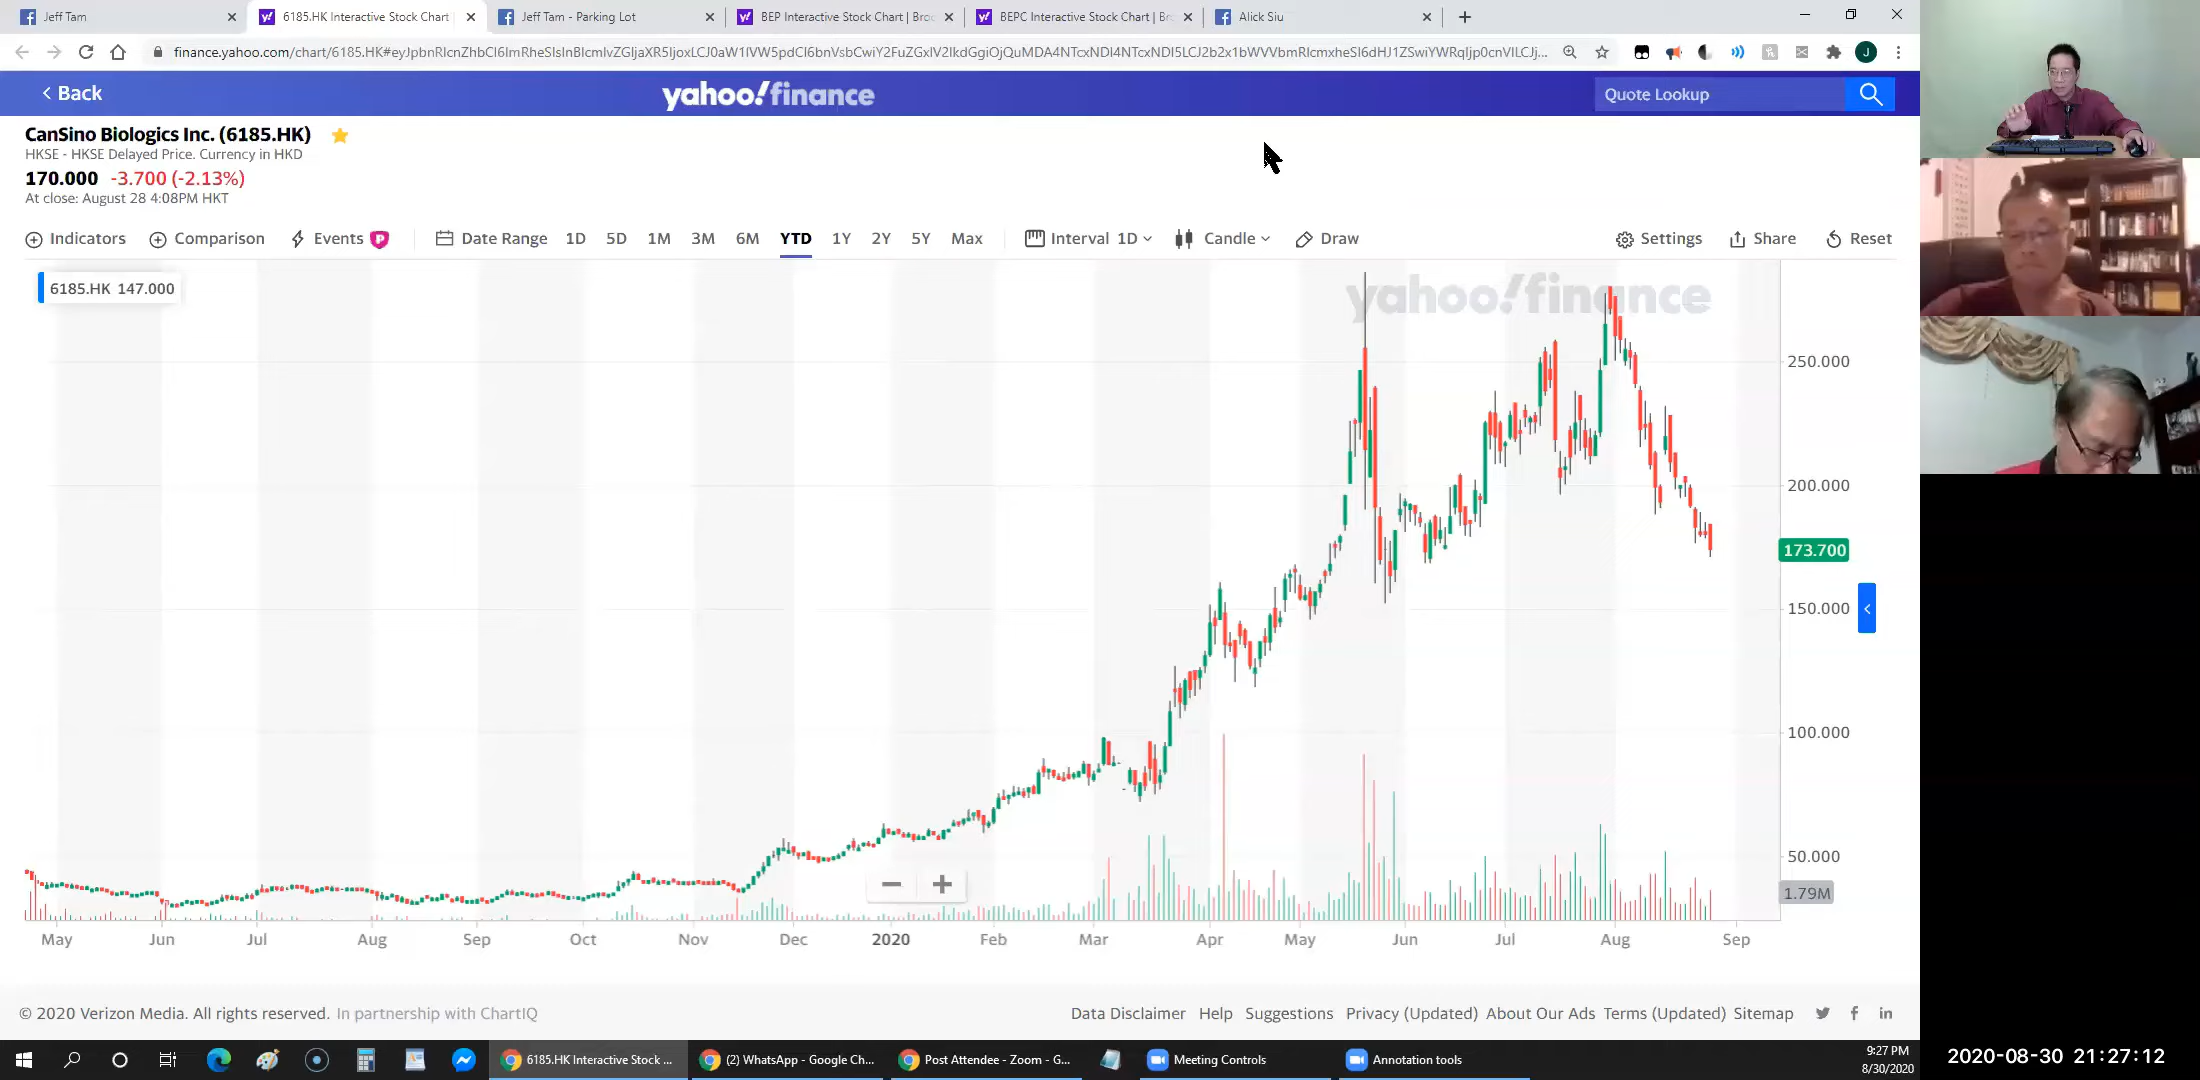 Jeff Tam
6185.HK Interactive Stock Chart
Jeff Tam - Parking Lot
BEP Interactive Stock Chart | Broo
BEPC Interactive Stock Chart | Br
Alick Siu
Back
yahoo!finance
Quote Lookup
CanSino Biologics Inc. (6185.HK)
HKSE - HKSE Delayed Price. Currency in HKD
170.000 -3.700 (-2.13%)
At close: August 28 4:08PM HKT
Indicators Comparison Events P Date Range 1D 5D 1M 3M 6M YTD 1Y 2Y 5Y Max Interval 1D Candle Draw Settings Share Reset
6185.HK 147.000
yahoo!finance
250.000
200.000
173.700
150.000
100.000
50.000
1.79M
May Jun Jul Aug Sep Oct Nov Dec 2020 Feb Mar Apr May Jun Jul Aug Sep
© 2020 Verizon Media. All rights reserved. In partnership with ChartIQ
Data Disclaimer Help Suggestions Privacy (Updated) About Our Ads Terms (Updated) Sitemap
6185.HK Interactive Stock ...
(2) WhatsApp - Google Ch...
Post Attendee - Zoom - G...
Meeting Controls
Annotation tools
9:27 PM
8/30/2020
2020-08-30 21:27:12